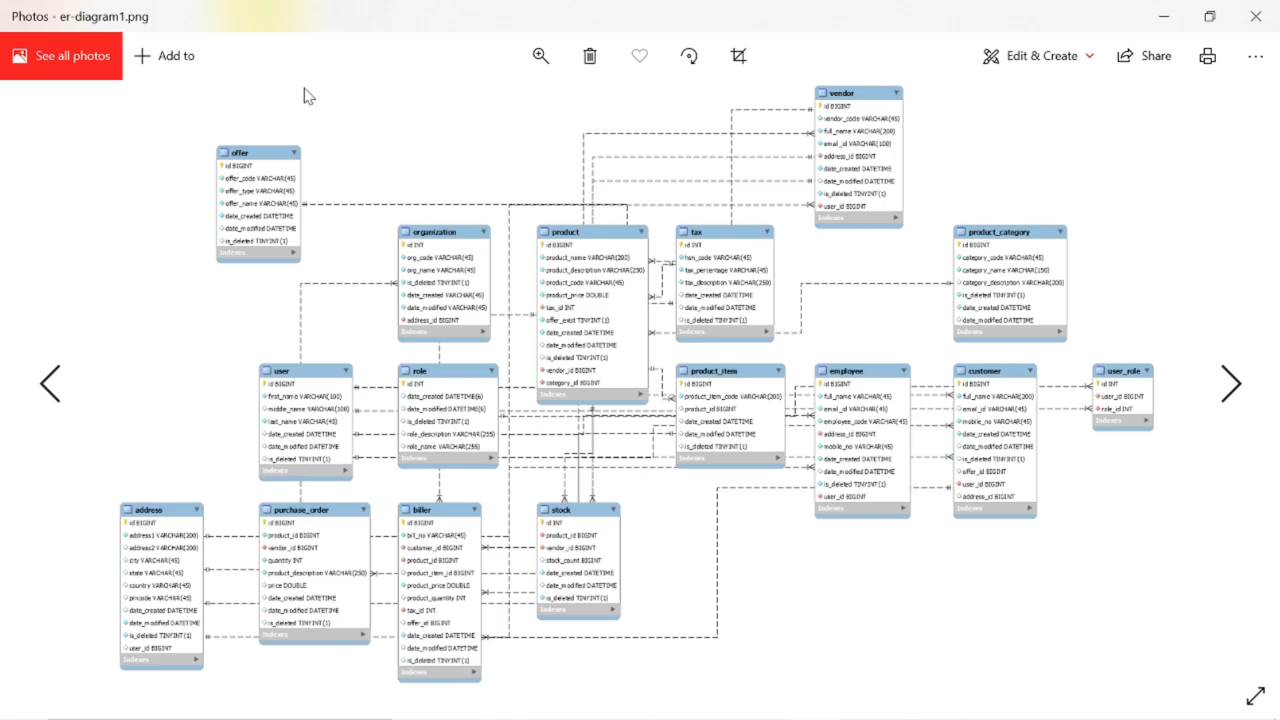 Photos - er-diagram1.png
See all photos
Add to
Edit & Create
Share
vendor
id BIGINT
vendor_code VARCHAR(45)
full_name VARCHAR(200)
email_id VARCHAR(100)
address_id BIGINT
date_created DATETIME
date_modified DATETIME
is_deleted TINYINT(1)
user_id BIGINT
Indexes
offer
id BIGINT
offer_code VARCHAR(45)
offer_type VARCHAR(45)
offer_name VARCHAR(45)
date_created DATETIME
date_modified DATETIME
is_deleted TINYINT(1)
Indexes
organization
id INT
org_code VARCHAR(45)
org_name VARCHAR(45)
is_deleted TINYINT(1)
date_created VARCHAR(45)
date_modified VARCHAR(45)
address_id BIGINT
Indexes
product
id BIGINT
product_name VARCHAR(200)
product_description VARCHAR(250)
product_code VARCHAR(45)
product_price DOUBLE
tax_id INT
offer_exist TINYINT(1)
date_created DATETIME
date_modified DATETIME
is_deleted TINYINT(1)
vendor_id BIGINT
category_id BIGINT
Indexes
tax
id INT
hsn_code VARCHAR(45)
tax_percentage VARCHAR(45)
tax_description VARCHAR(250)
date_created DATETIME
date_modified DATETIME
is_deleted TINYINT(1)
Indexes
product_category
id BIGINT
category_code VARCHAR(45)
category_name VARCHAR(150)
category_description VARCHAR(200)
is_deleted TINYINT(1)
date_created DATETIME
date_modified DATETIME
Indexes
user
id BIGINT
first_name VARCHAR(100)
middle_name VARCHAR(100)
last_name VARCHAR(45)
date_created DATETIME
date_modified DATETIME
is_deleted TINYINT(1)
Indexes
role
id INT
date_created DATETIME(6)
date_modified DATETIME(6)
is_deleted TINYINT(1)
role_description VARCHAR(255)
role_name VARCHAR(255)
Indexes
product_item
id BIGINT
product_item_code VARCHAR(200)
product_id BIGINT
date_created DATETIME
date_modified DATETIME
is_deleted TINYINT(1)
Indexes
employee
id BIGINT
full_name VARCHAR(45)
email_id VARCHAR(45)
employee_code VARCHAR(45)
address_id BIGINT
mobile_no VARCHAR(45)
date_created DATETIME
date_modified DATETIME
is_deleted TINYINT(1)
user_id BIGINT
Indexes
customer
id BIGINT
full_name VARCHAR(200)
email_id VARCHAR(45)
mobile_no VARCHAR(45)
date_created DATETIME
date_modified DATETIME
is_deleted TINYINT(1)
offer_id BIGINT
user_id BIGINT
address_id BIGINT
Indexes
user_role
id INT
user_id BIGINT
role_id INT
Indexes
address
id BIGINT
address1 VARCHAR(200)
address2 VARCHAR(200)
city VARCHAR(45)
state VARCHAR(45)
country VARCHAR(45)
pincode VARCHAR(45)
date_created DATETIME
date_modified DATETIME
is_deleted TINYINT(1)
user_id BIGINT
Indexes
purchase_order
id BIGINT
product_id BIGINT
vendor_id BIGINT
quantity INT
product_description VARCHAR(250)
price DOUBLE
date_created DATETIME
date_modified DATETIME
is_deleted TINYINT(1)
Indexes
biller
id BIGINT
bill_no VARCHAR(45)
customer_id BIGINT
product_id BIGINT
product_item_id BIGINT
product_price DOUBLE
product_quantity INT
tax_id INT
offer_id BIGINT
date_created DATETIME
date_modified DATETIME
is_deleted TINYINT(1)
Indexes
stock
id INT
product_id BIGINT
vendor_id BIGINT
stock_count BIGINT
date_created DATETIME
date_modified DATETIME
is_deleted TINYINT(1)
Indexes